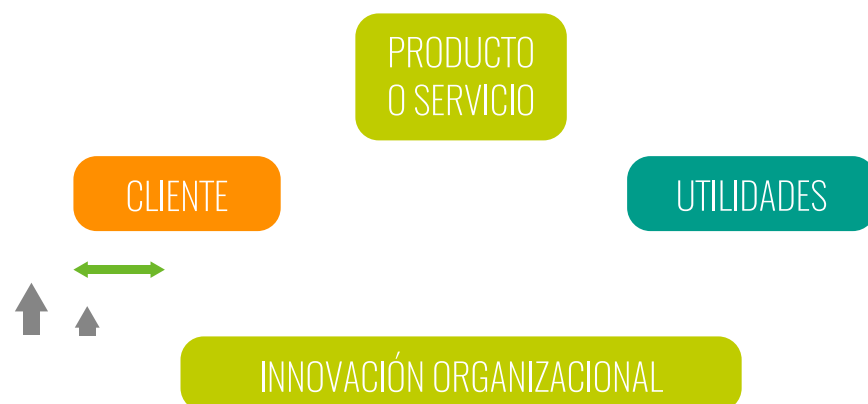 PRODUCTO
O SERVICIO
CLIENTE
UTILIDADES
INNOVACIÓN ORGANIZACIONAL